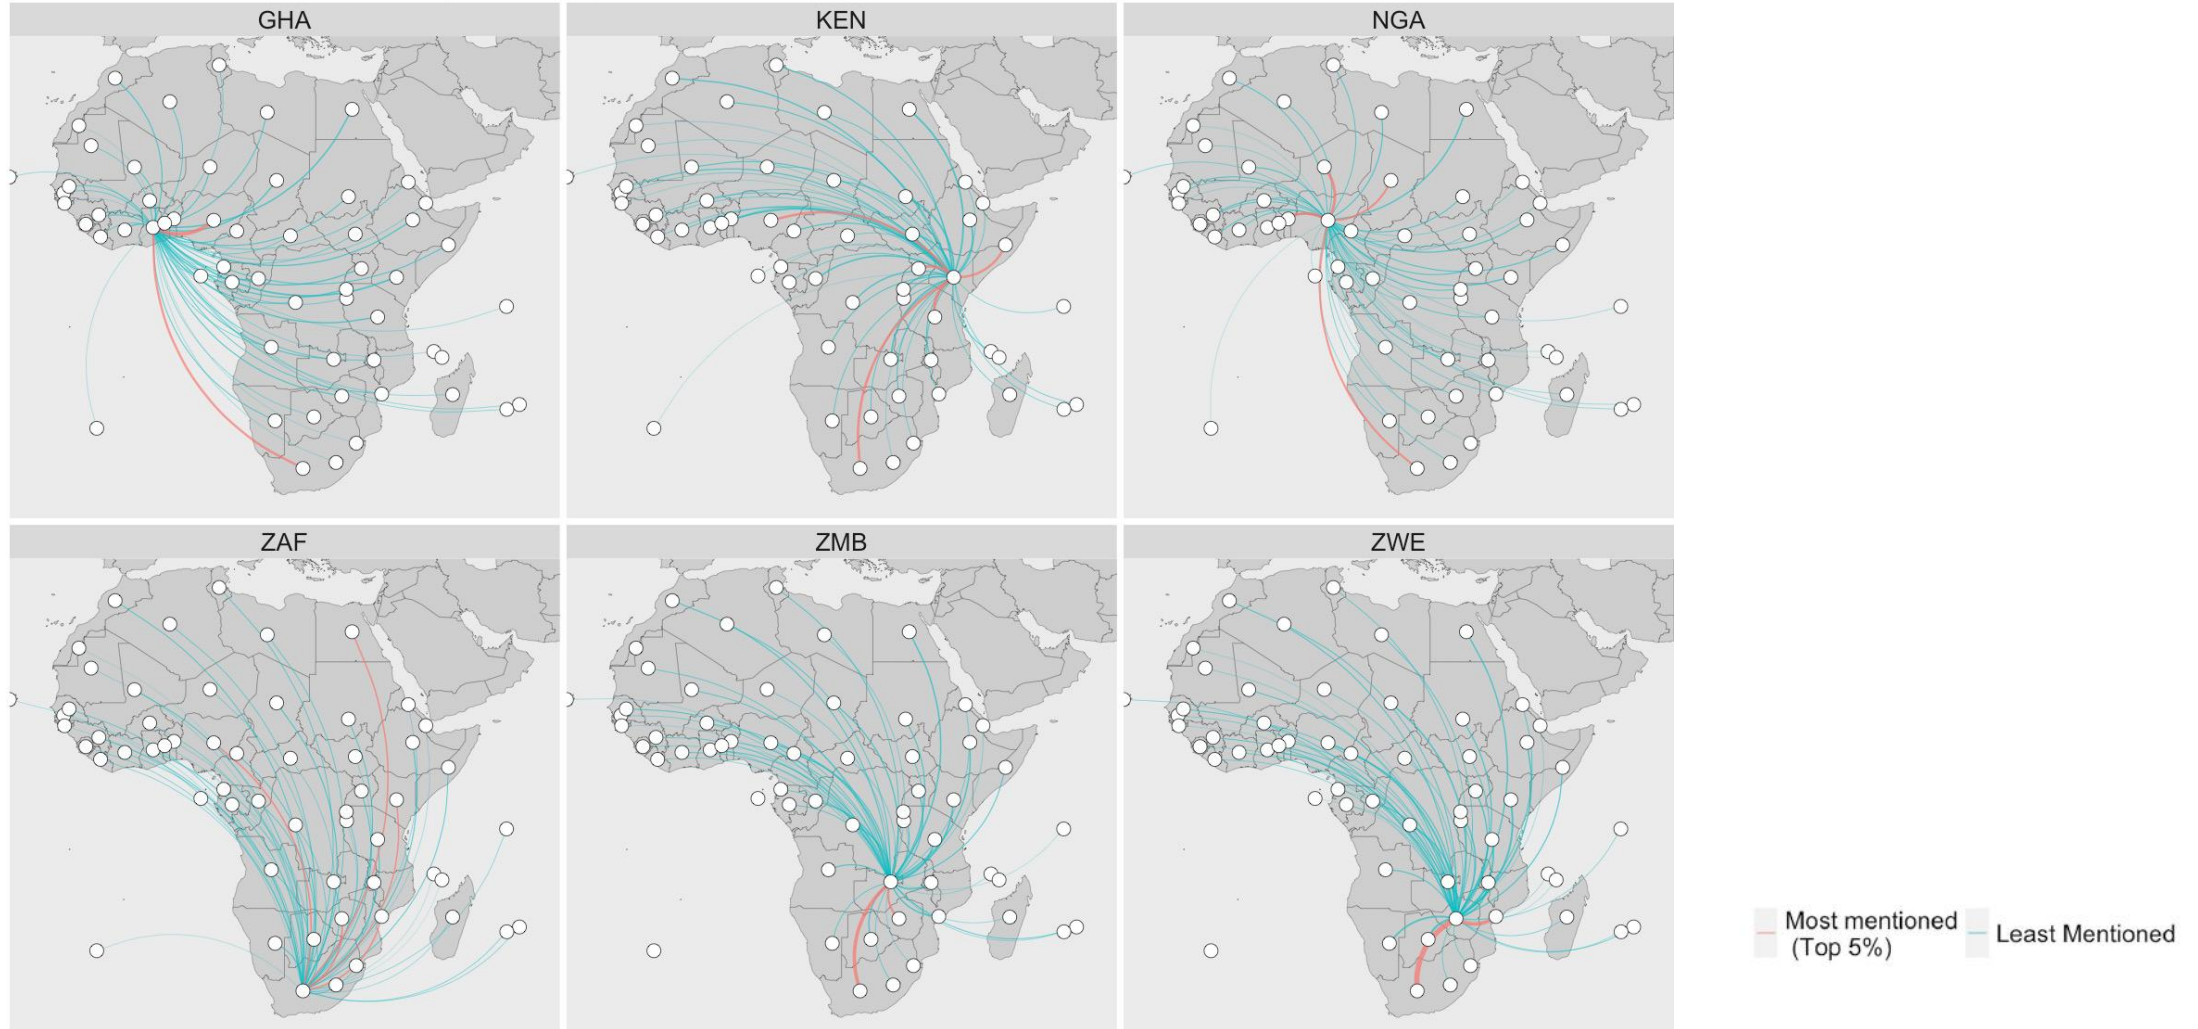 GHA
KEN
NGA
ZAF
ZMB
ZWE
Most mentioned
(Top 5%)
Least Mentioned